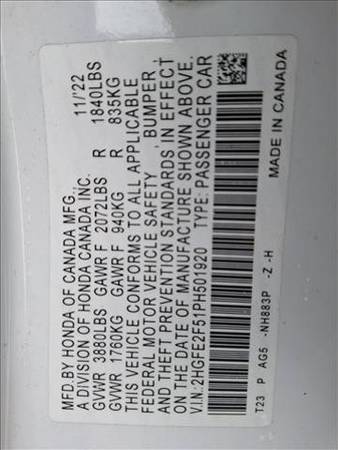 MFD.BY HONDA OF CANADA MFG., 11/'22
A DIVISION OF HONDA CANADA INC.
GVWR 3880LBS GAWR F 2072LBS R 1840LBS
GVWR 1760KG GAWR F 940KG R 835KG
THIS VEHICLE CONFORMS TO ALL APPLICABLE
FEDERAL MOTOR VEHICLE SAFETY , BUMPER ,
AND THEFT PREVENTION STANDARDS IN EFFECT
ON THE DATE OF MANUFACTURE SHOWN ABOVE.
V.I.N.:2HGFE2F51PH501920 TYPE: PASSENGER CAR
T23 P AG5 -NH883P -Z -H
MADE IN CANADA